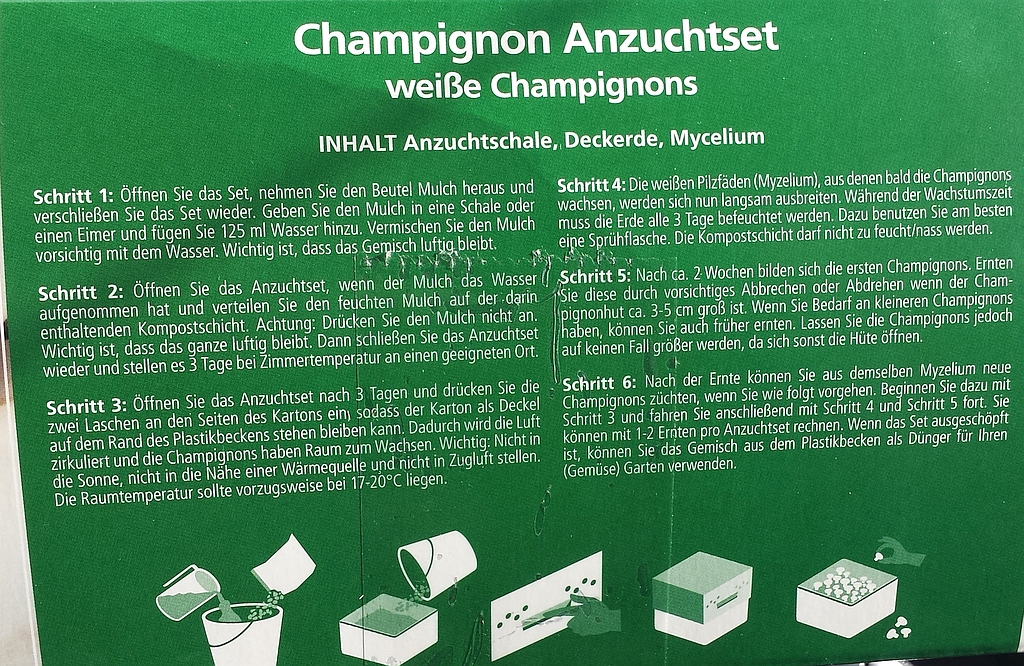 Champignon Anzuchtset
weiße Champignons
INHALT Anzuchtschale, Deckerde, Mycelium
Schritt 1: Öffnen Sie das Set, nehmen Sie den Beutel Mulch heraus und
verschließen Sie das Set wieder. Geben Sie den Mulch in eine Schale oder
einen Eimer und fügen Sie 125 ml Wasser hinzu. Vermischen Sie den Mulch
vorsichtig mit dem Wasser. Wichtig ist, dass das Gemisch luftig bleibt.
Schritt 2: Öffnen Sie das Anzuchtset, wenn der Mulch das Wasser
aufgenommen hat und verteilen Sie den feuchten Mulch auf der darin
enthaltenden Kompostschicht. Achtung: Drücken Sie den Mulch nicht an.
Wichtig ist, dass das ganze luftig bleibt. Dann schließen Sie das Anzuchtset
wieder und stellen es 3 Tage bei Zimmertemperatur an einen geeigneten Ort.
Schritt 3: Öffnen Sie das Anzuchtset nach 3 Tagen und drücken Sie die
zwei Laschen an den Seiten des Kartons ein, sodass der Karton als Deckel
auf dem Rand des Plastikbeckens stehen bleiben kann. Dadurch wird die Luft
zirkuliert und die Champignons haben Raum zum Wachsen. Wichtig: Nicht in
die Sonne, nicht in die Nähe einer Wärmequelle und nicht in Zugluft stellen.
Die Raumtemperatur sollte vorzugsweise bei 17-20°C liegen.
Schritt 4: Die weißen Pilzfäden (Myzelium), aus denen bald die Champignons
wachsen, werden sich nun langsam ausbreiten. Während der Wachstumszeit
muss die Erde alle 3 Tage befeuchtet werden. Dazu benutzen Sie am besten
eine Sprühflasche. Die Kompostschicht darf nicht zu feucht/nass werden.
Schritt 5: Nach ca. 2 Wochen bilden sich die ersten Champignons. Ernten
Sie diese durch vorsichtiges Abbrechen oder Abdrehen wenn der Cham-
pignonhut ca. 3-5 cm groß ist. Wenn Sie Bedarf an kleineren Champignons
haben, können Sie auch früher ernten. Lassen Sie die Champignons jedoch
auf keinen Fall größer werden, da sich sonst die Hüte öffnen.
Schritt 6: Nach der Ernte können Sie aus demselben Myzelium neue
Champignons züchten, wenn Sie wie folgt vorgehen. Beginnen Sie dazu mit
Schritt 3 und fahren Sie anschließend mit Schritt 4 und Schritt 5 fort. Sie
können mit 1-2 Ernten pro Anzuchtset rechnen. Wenn das Set ausgeschöpft
ist, können Sie das Gemisch aus dem Plastikbecken als Dünger für Ihren
(Gemüse) Garten verwenden.